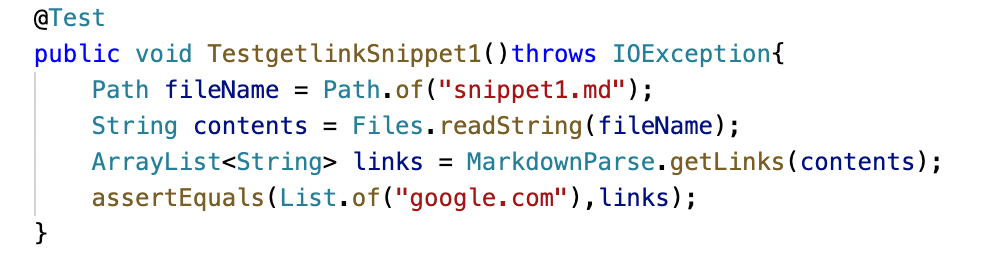 @Test
public void TestgetlinkSnippet1()throws IOException{
    Path fileName = Path.of("snippet1.md");
    String contents = Files.readString(fileName);
    ArrayList<String> links = MarkdownParse.getLinks(contents);
    assertEquals(List.of("google.com"),links);
}